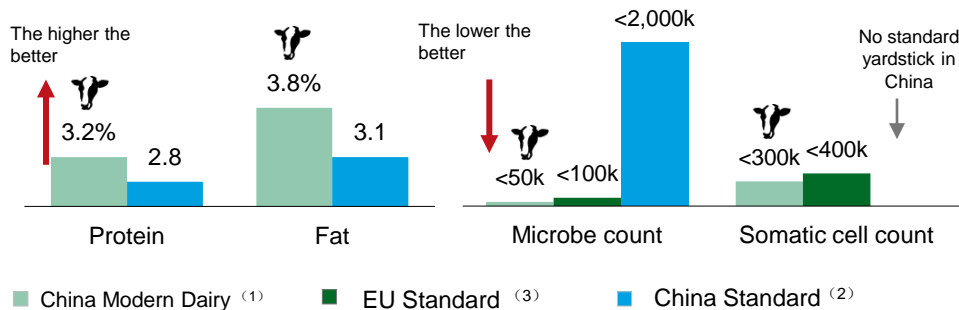 The higher the
better
3.2%
2.8
3.8%
3.1
Protein
Fat
The lower the
better
<50k
<100k
<2,000k
<300k
<400k
No standard
yardstick in
China
Microbe count
Somatic cell count
China Modern Dairy（1）
EU Standard（3）
China Standard（2）